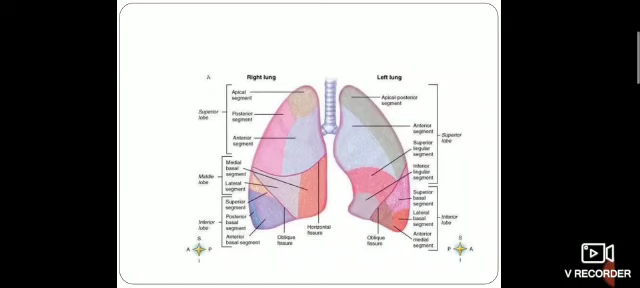 A
Right lung
Left lung
Apical
segment
Superior
lobe
Posterior
segment
Anterior
segment
Medial
basal
segment
Middle
lobe
Lateral
segment
Superior
segment
Posterior
basal
segment
Inferior
lobe
Anterior
basal segment
Oblique
fissure
Horizontal
fissure
Apical-posterior
segment
Anterior
segment
Superior
lobe
Superior
lingular
segment
Inferior
lingular
segment
Superior
basal
segment
Lateral
basal
segment
Inferior
lobe
Anterior
medial
segment
Oblique
fissure
S
A P
I
S
P A
I
V RECORDER